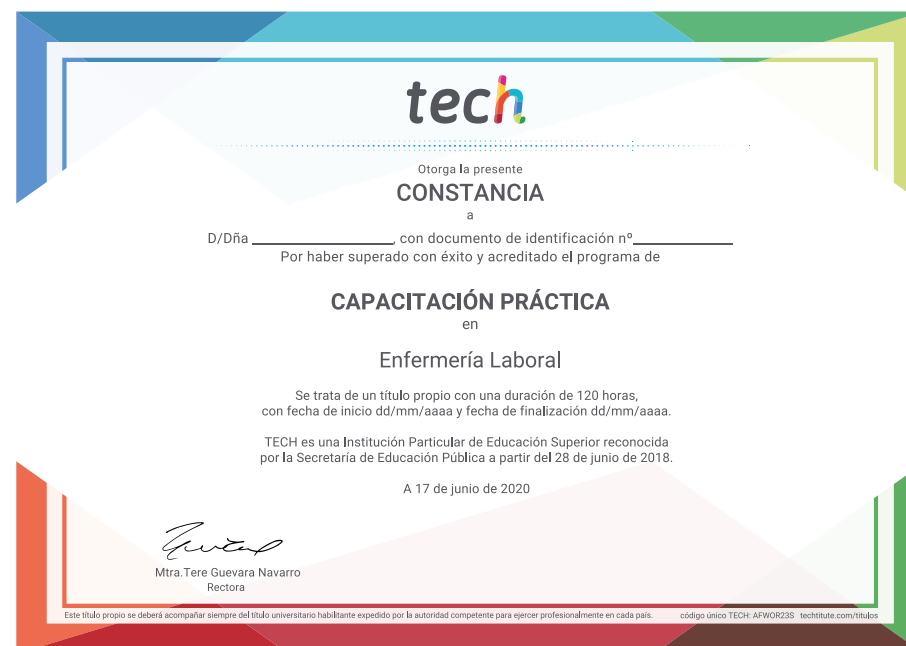 tech
Otorga la presente
CONSTANCIA
a
D/Dña ____________________, con documento de identificación nº______________
Por haber superado con éxito y acreditado el programa de
CAPACITACIÓN PRÁCTICA
en
Enfermería Laboral
Se trata de un título propio con una duración de 120 horas,
con fecha de inicio dd/mm/aaaa y fecha de finalización dd/mm/aaaa.
TECH es una Institución Particular de Educación Superior reconocida
por la Secretaría de Educación Pública a partir del 28 de junio de 2018.
A 17 de junio de 2020
Mtra.Tere Guevara Navarro
Rectora
Este título propio se deberá acompañar siempre del título universitario habilitante expedido por la autoridad competente para ejercer profesionalmente en cada país. código único TECH: AFWOR23S techtitute.com/titulos